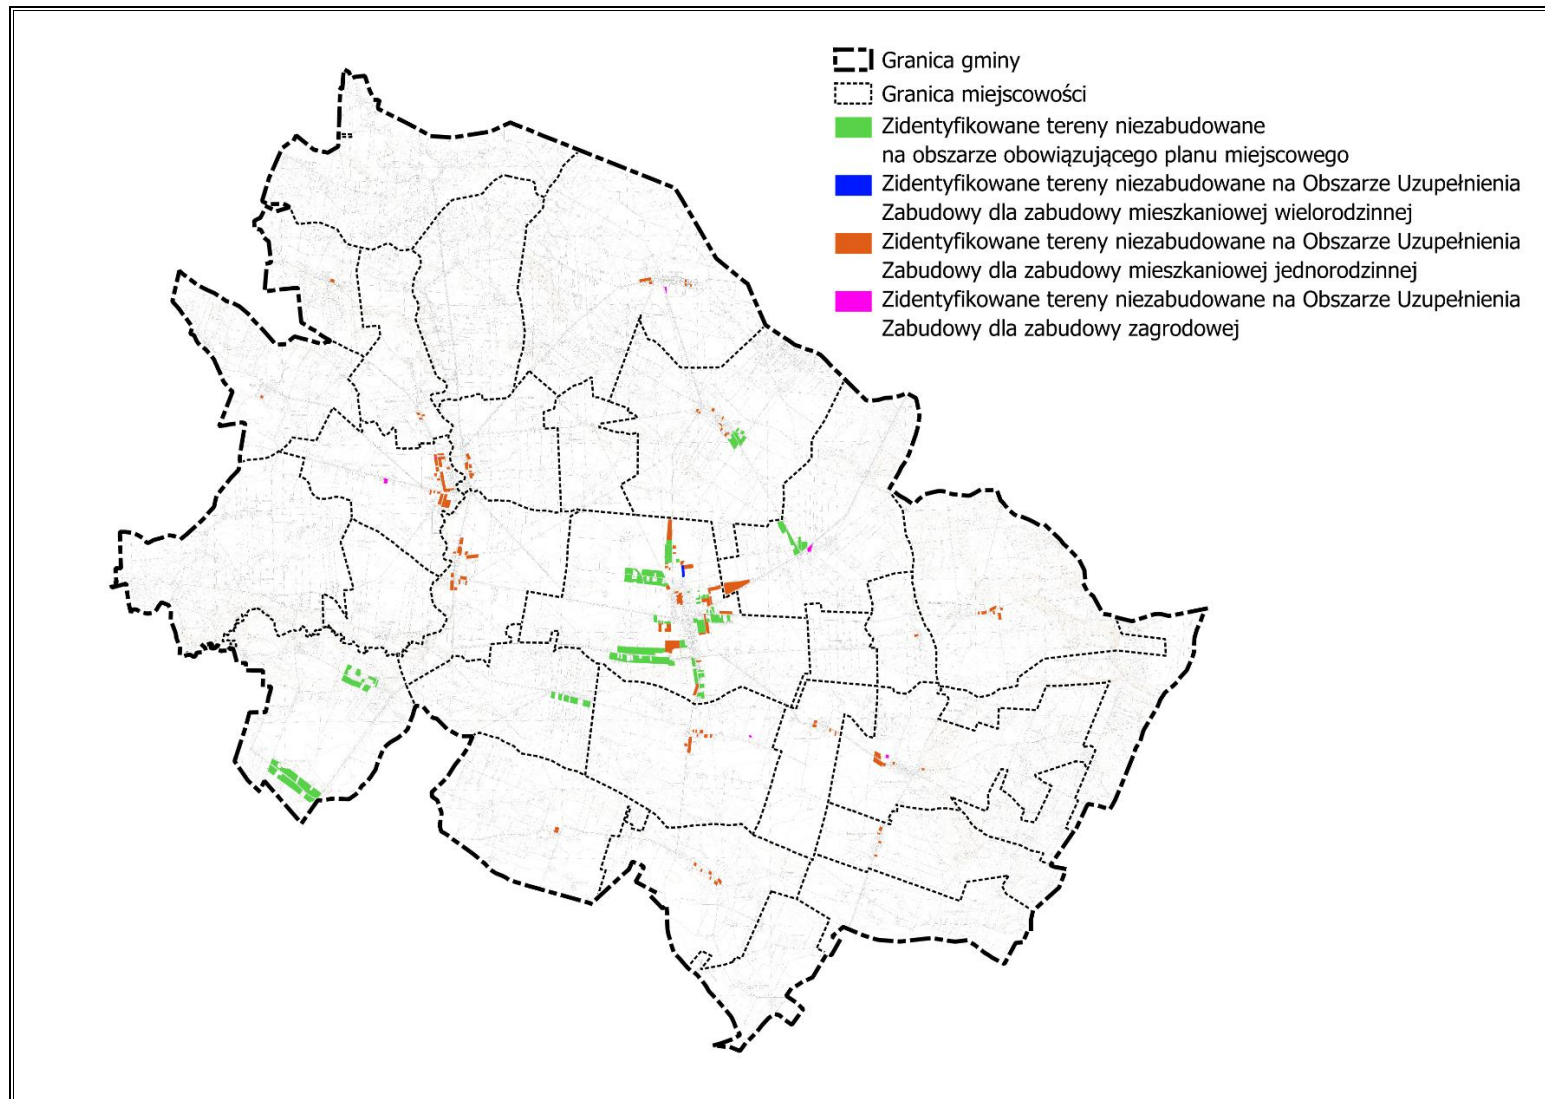 Granica gminy
Granica miejscowości
Zidentyfikowane tereny niezabudowane
na obszarze obowiązującego planu miejscowego
Zidentyfikowane tereny niezabudowane na Obszarze Uzupełnienia
Zabudowy dla zabudowy mieszkaniowej wielorodzinnej
Zidentyfikowane tereny niezabudowane na Obszarze Uzupełnienia
Zabudowy dla zabudowy mieszkaniowej jednorodzinnej
Zidentyfikowane tereny niezabudowane na Obszarze Uzupełnienia
Zabudowy dla zabudowy zagrodowej